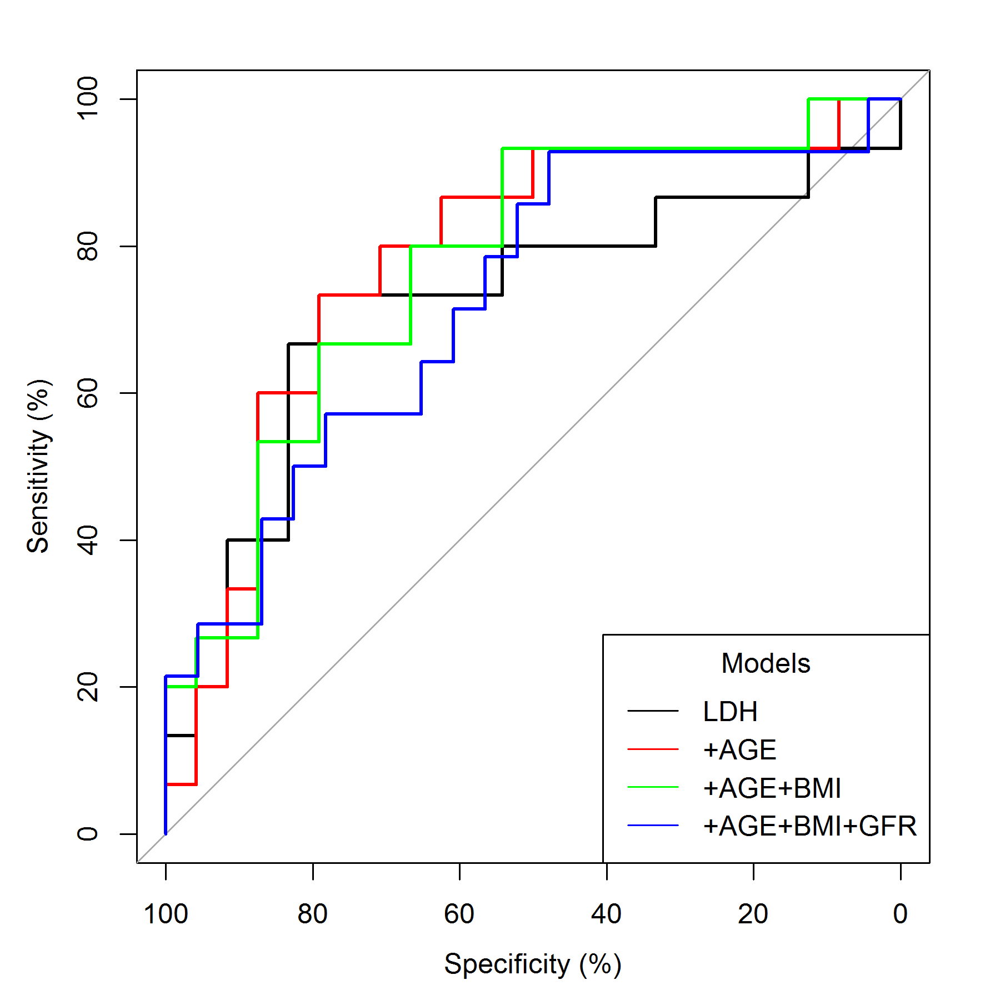 Sensitivity (%)
100
80
60
40
20
0
Models
LDH
+AGE
+AGE+BMI
+AGE+BMI+GFR
100 80 60 40 20 0
Specificity (%)